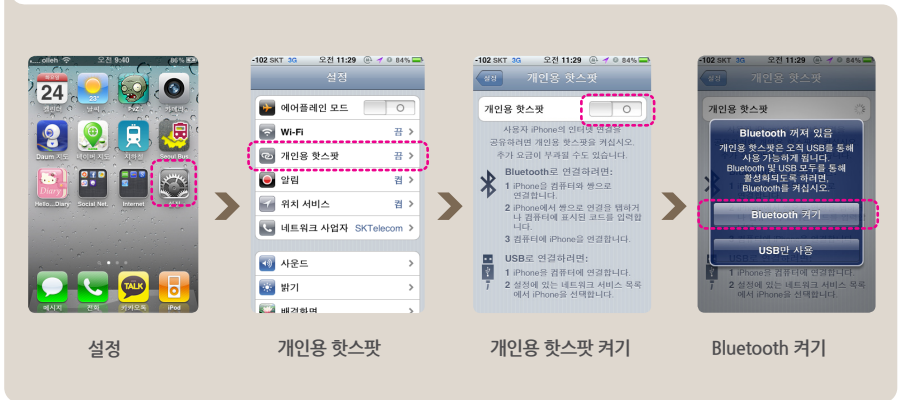 olleh 오전 9:40 86%
화요일
24
23°
캘린더 날씨 PvZ 카메라
Daum 지도 네이버 지도 지하철 Seoul Bus
Diary
Hello...Diary Social Net. Internet 설정
TALK
메시지 전화 카카오톡 iPod
설정
-102 SKT 3G 오전 11:29 84%
설정
에어플레인 모드
Wi-Fi 끔
개인용 핫스팟 끔
알림 켬
위치 서비스 켬
네트워크 사업자 SKTelecom
사운드
밝기
배경화면
개인용 핫스팟
-102 SKT 3G 오전 11:29 84%
설정 개인용 핫스팟
개인용 핫스팟
사용자 iPhone의 인터넷 연결을
공유하려면 개인용 핫스팟을 켜십시오.
추가 요금이 부과될 수도 있습니다.
Bluetooth로 연결하려면:
1 iPhone을 컴퓨터와 쌍으로
연결합니다.
2 iPhone에서 쌍으로 연결을 탭하거
나 컴퓨터에 표시된 코드를 입력합
니다.
3 컴퓨터에 iPhone을 연결합니다.
USB로 연결하려면:
1 iPhone을 컴퓨터에 연결합니다.
2 설정에 있는 네트워크 서비스 목록
에서 iPhone을 선택합니다.
개인용 핫스팟 켜기
-102 SKT 3G 오전 11:29 84%
설정 개인용 핫스팟
개인용 핫스팟
Bluetooth 꺼져 있음
개인용 핫스팟은 오직 USB를 통해
사용 가능하게 됩니다.
Bluetooth 및 USB 모두를 통해
활성화되도록 하려면,
Bluetooth를 켜십시오.
Bluetooth 켜기
USB만 사용
1 iPhone을 컴퓨터에 연결합니다.
2 설정에 있는 네트워크 서비스 목록
에서 iPhone을 선택합니다.
Bluetooth 켜기